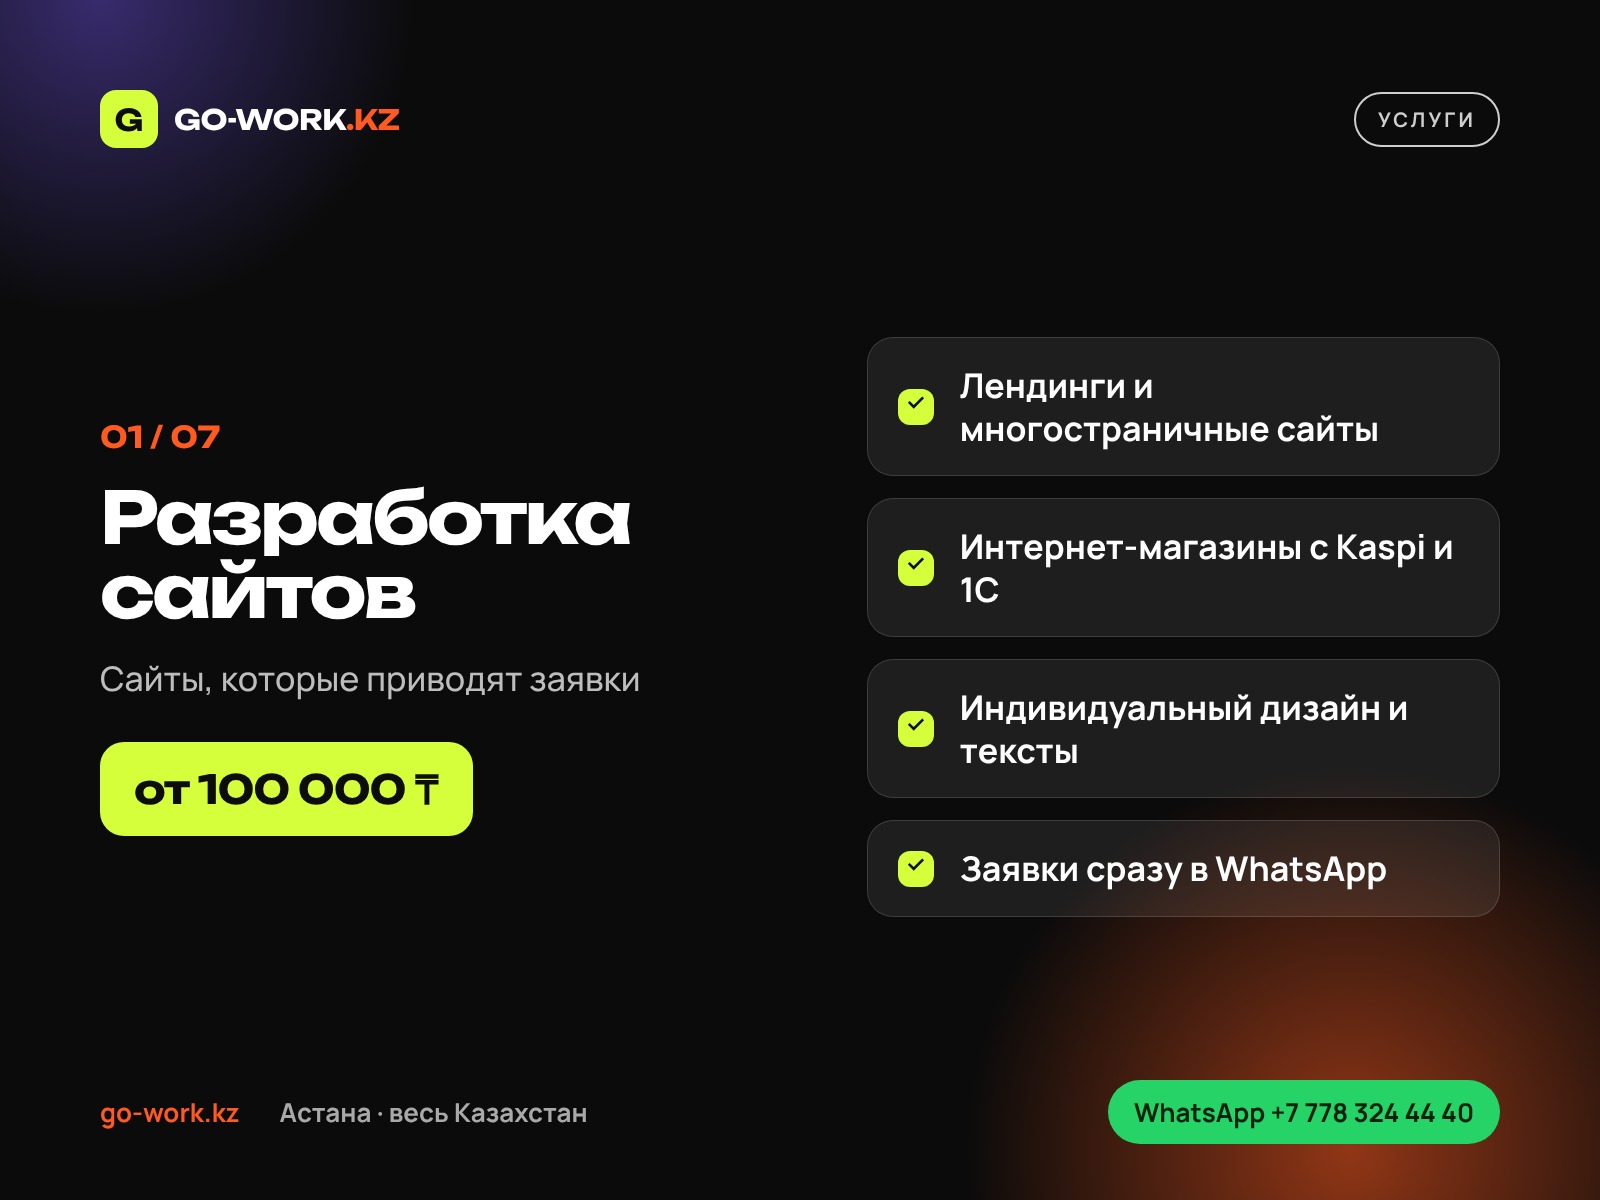 G GO-WORK.KZ
УСЛУГИ
01 / 07
Разработка
сайтов
Сайты, которые приводят заявки
от 100 000 ₸
Лендинги и
многостраничные сайты
Интернет-магазины с Kaspi и
1С
Индивидуальный дизайн и
тексты
Заявки сразу в WhatsApp
go-work.kz Астана · весь Казахстан
WhatsApp +7 778 324 44 40